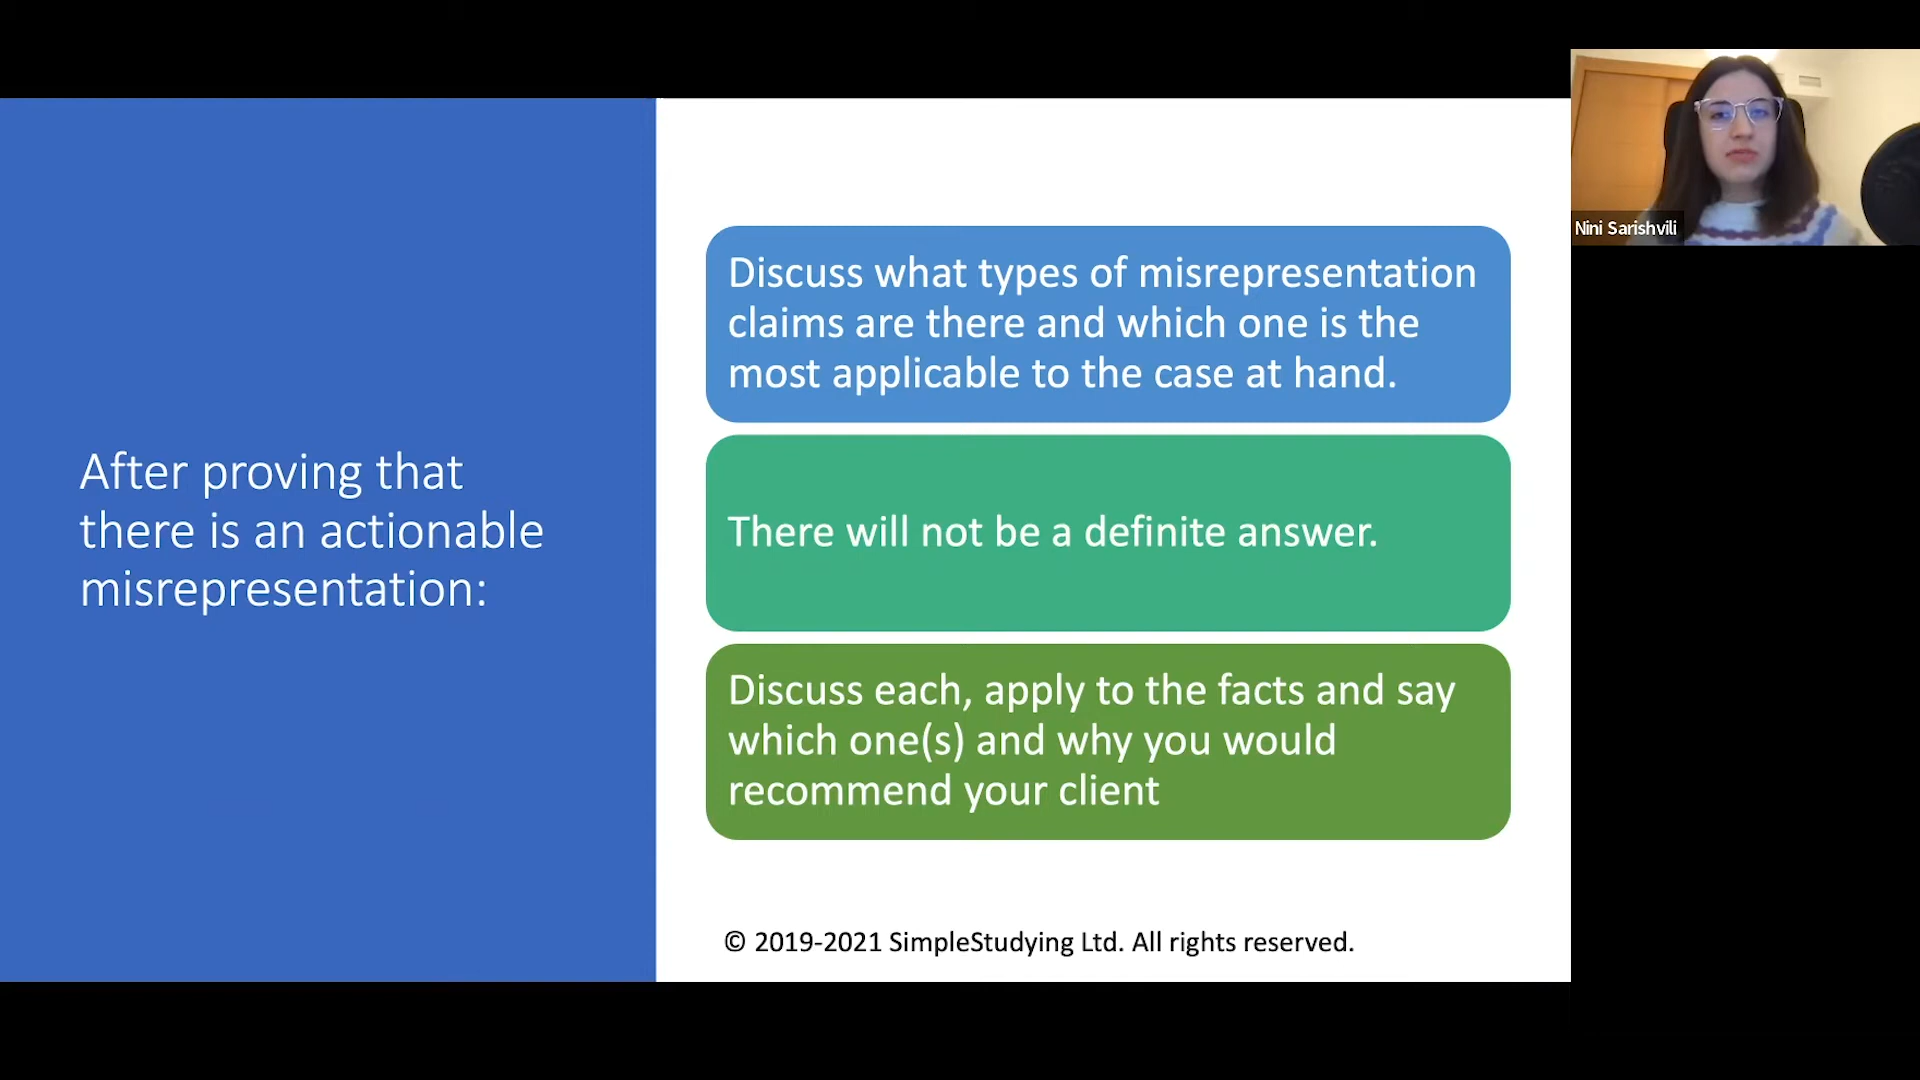 After proving that
there is an actionable
misrepresentation:
Discuss what types of misrepresentation
claims are there and which one is the
most applicable to the case at hand.
There will not be a definite answer.
Discuss each, apply to the facts and say
which one(s) and why you would
recommend your client
© 2019-2021 SimpleStudying Ltd. All rights reserved.
Nini Sarishvili